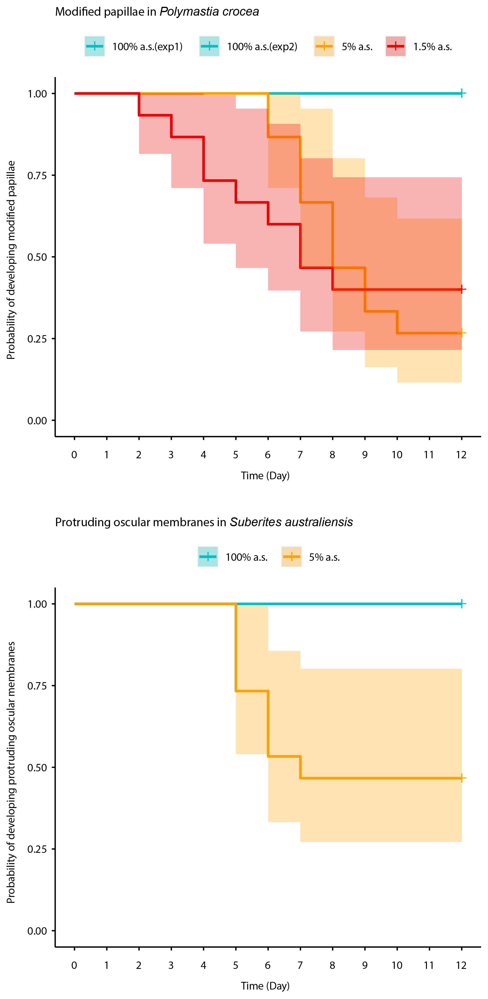 Modified papillae in Polymastia crocea
100% a.s.(exp1) 100% a.s.(exp2) 5% a.s. 1.5% a.s.
Probability of developing modified papillae
1.00
0.75
0.50
0.25
0.00
0 1 2 3 4 5 6 7 8 9 10 11 12
Time (Day)
Protruding oscular membranes in Suberites australiensis
100% a.s. 5% a.s.
Probability of developing protruding oscular membranes
1.00
0.75
0.50
0.25
0.00
0 1 2 3 4 5 6 7 8 9 10 11 12
Time (Day)